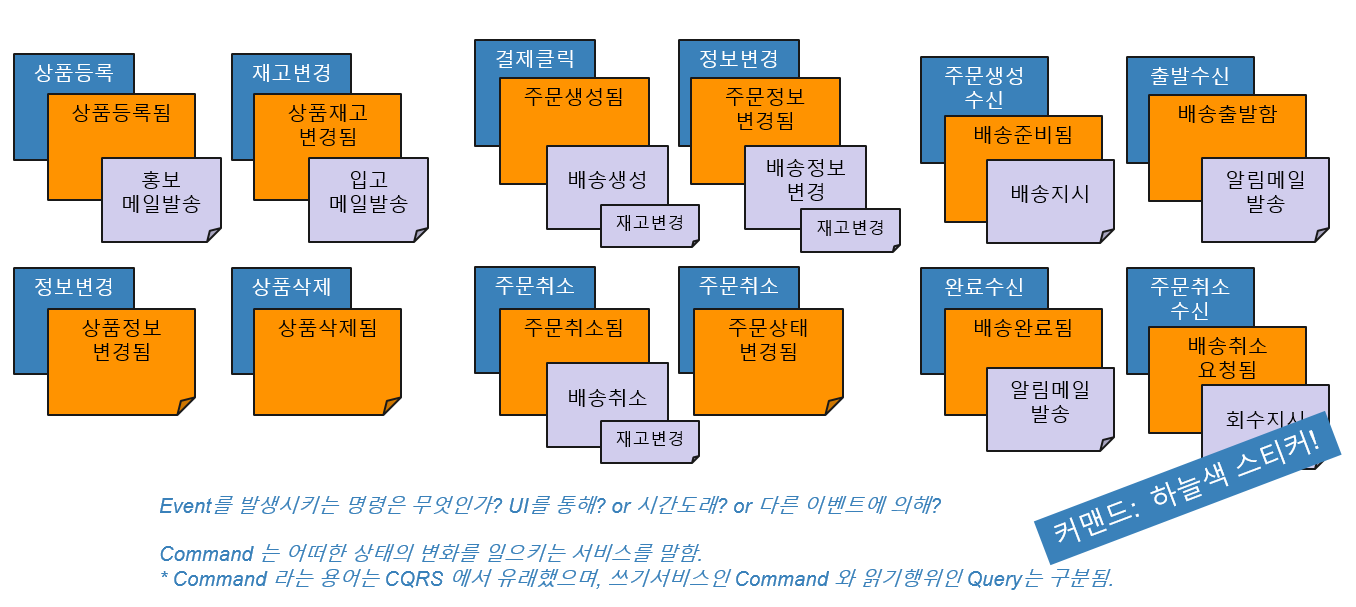 상품등록
상품등록됨
홍보
메일발송
재고변경
상품재고
변경됨
입고
메일발송
결제클릭
주문생성됨
배송생성
재고변경
정보변경
주문정보
변경됨
배송정보
변경
재고변경
주문생성
수신
배송준비됨
배송지시
출발수신
배송출발함
알림메일
발송
정보변경
상품정보
변경됨
상품삭제
상품삭제됨
주문취소
주문취소됨
배송취소
재고변경
주문취소
주문상태
변경됨
완료수신
배송완료됨
알림메일
발송
주문취소
수신
배송취소
요청됨
회수지시
커맨드: 하늘색 스티커!
Event를 발생시키는 명령은 무엇인가? UI를 통해? or 시간도래? or 다른 이벤트에 의해?
Command 는 어떠한 상태의 변화를 일으키는 서비스를 말함.
* Command 라는 용어는 CQRS 에서 유래했으며, 쓰기서비스인 Command 와 읽기행위인 Query는 구분됨.